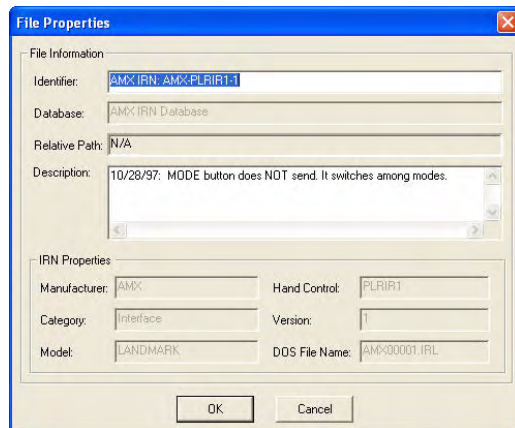 File Properties
File Information
Identifier: AMX IRN: AMX-PLRIR1-1
Database: AMX IRN Database
Relative Path: N/A
Description: 10/28/97: MODE button does NOT send. It switches among modes.
IRN Properties
Manufacturer: AMX Hand Control: PLRIR1
Category: Interface Version: 1
Model: LANDMARK DOS File Name: AMX00001.IRL
OK Cancel